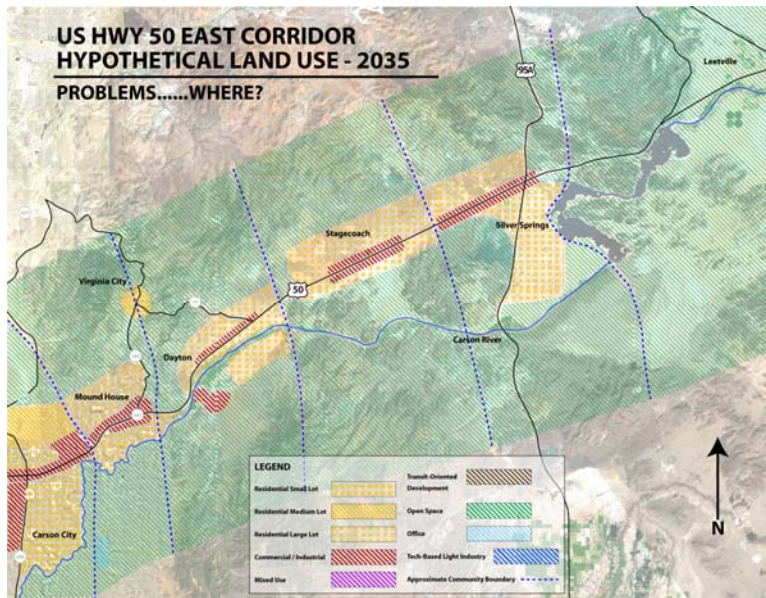 US HWY 50 EAST CORRIDOR
HYPOTHETICAL LAND USE - 2035
PROBLEMS......WHERE?
95A
Leetville
Stagecoach
Silver Springs
Virginia City
50
Carson River
Dayton
Mound House
Carson City
N
LEGEND
Residential Small Lot
Residential Medium Lot
Residential Large Lot
Commercial / Industrial
Mixed Use
Transit-Oriented
Development
Open Space
Office
Tech-Based Light Industry
Approximate Community Boundary